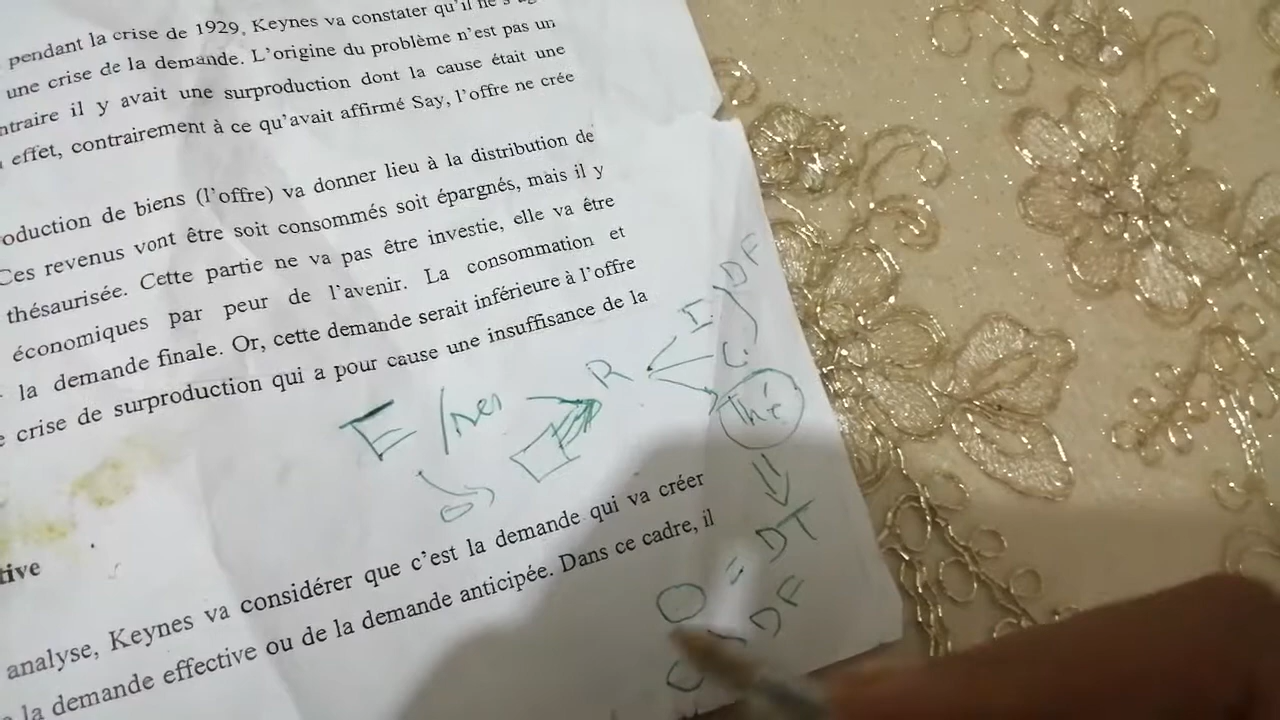 pendant la crise de 1929, Keynes va constater qu'il ne s'ag
une crise de la demande. L'origine du problème n'est pas un
ntraire il y avait une surproduction dont la cause était une
effet, contrairement à ce qu'avait affirmé Say, l'offre ne crée
oduction de biens (l'offre) va donner lieu à la distribution de
Ces revenus vont être soit consommés soit épargnés, mais il y
thésaurisée. Cette partie ne va pas être investie, elle va être
économiques par peur de l'avenir. La consommation et
la demande finale. Or, cette demande serait inférieure à l'offre
crise de surproduction qui a pour cause une insuffisance de la
I DF
R C
E Thé
tive
analyse, Keynes va considérer que c'est la demande qui va créer
la demande effective ou de la demande anticipée. Dans ce cadre, il
O = DT
DF